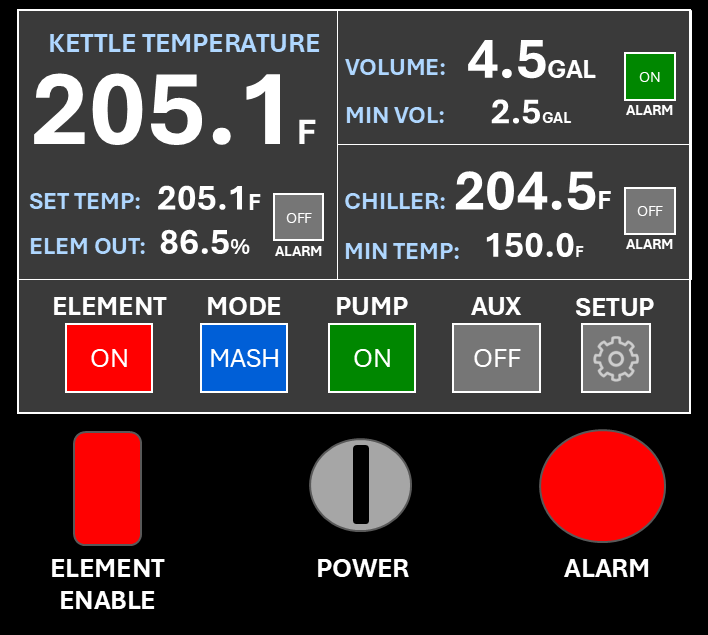 KETTLE TEMPERATURE
205.1F
SET TEMP: 205.1F
OFF
ELEM OUT: 86.5%
ALARM
VOLUME: 4.5GAL
ON
MIN VOL: 2.5GAL
ALARM
CHILLER: 204.5F
OFF
MIN TEMP: 150.0F
ALARM
ELEMENT MODE PUMP AUX SETUP
ON MASH ON OFF
ELEMENT
ENABLE
POWER
ALARM